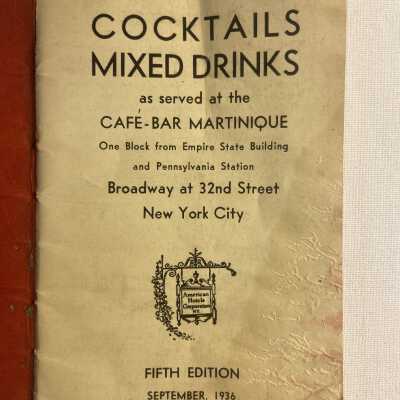 COCKTAILS
MIXED DRINKS
as served at the
CAFÉ-BAR MARTINIQUE
One Block from Empire State Building
and Pennsylvania Station
Broadway at 32nd Street
New York City
American
Hotels
Corporation
FIFTH EDITION
SEPTEMBER, 1936